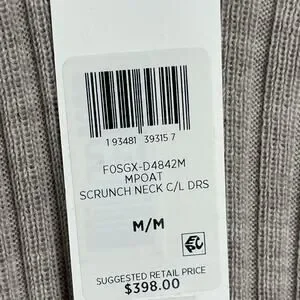 1 93481 39315 7
F0SGX-D4842M
MPOAT
SCRUNCH NECK C/L DRS
M/M
SUGGESTED RETAIL PRICE
$398.00